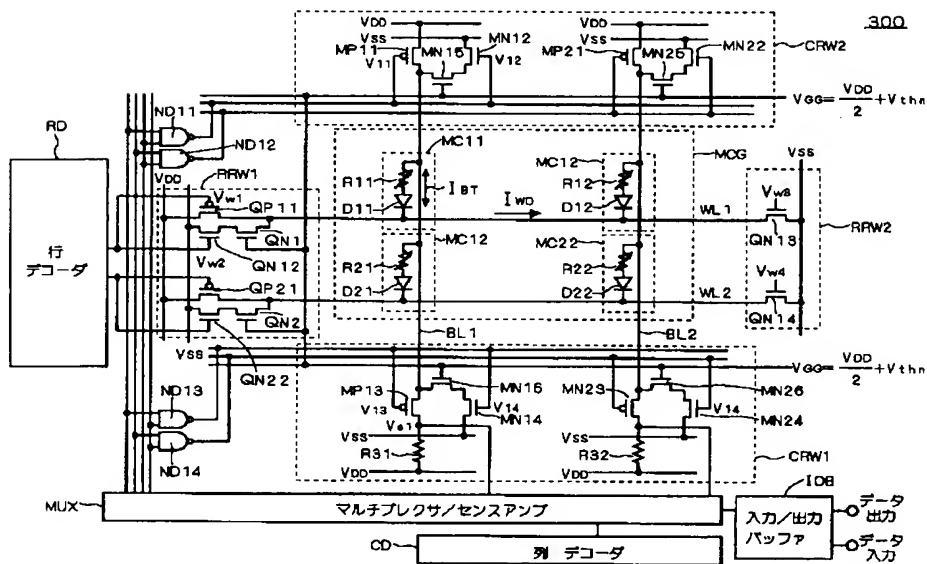 300
VDD
VSS
MP11
V11
MN15
MN12
V12
VDD
VSS
MP21
MN25
MN22
CRW2
VGG= VDD/2 +Vthn
RD
行
デコーダ
ND11
ND12
VDD
RRW1
Vw1
QP11
QN1
QN12
Vw2
QP21
QN2
QN22
VSS
MC11
R11
IBT
D11
MC12
R21
D21
IWD
MC12
R12
D12
MC22
R22
D22
MCG
WL1
WL2
VSS
Vw3
QN13
RRW2
Vw4
QN14
BL1
BL2
VGG= VDD/2 +Vthn
ND13
ND14
MN16
MP13
V13
V14
MN14
VSS
R31
VDD
MN23
MN26
V14
MN24
VSS
R32
VDD
CRW1
MUX
マルチプレクサ/センスアンプ
CD
列 デコーダ
IDB
入力/出力
バッファ
データ
出力
データ
入力